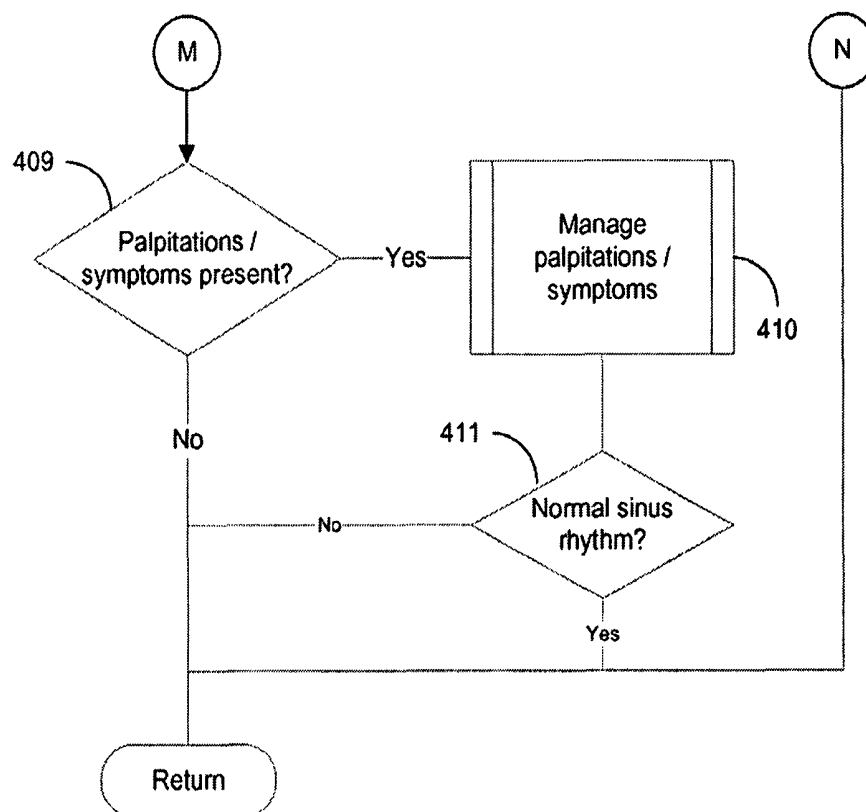 M
N
409
Palpitations /
symptoms present?
Yes
Manage
palpitations /
symptoms
410
No
411
Normal sinus
rhythm?
No
Yes
Return